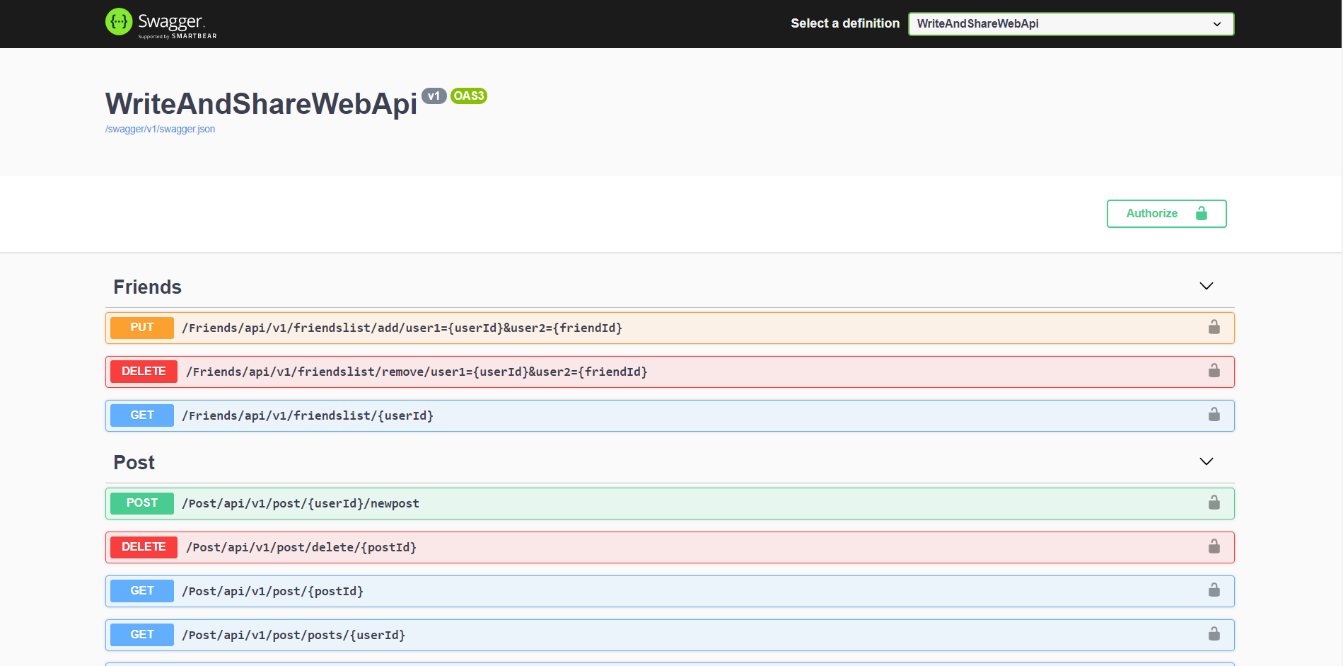 Swagger.
Supported by SMARTBEAR
Select a definition
WriteAndShareWebApi
WriteAndShareWebApi v1 OAS3
/swagger/v1/swagger.json
Authorize
Friends
PUT /Friends/api/v1/friendslist/add/user1={userId}&user2={friendId}
DELETE /Friends/api/v1/friendslist/remove/user1={userId}&user2={friendId}
GET /Friends/api/v1/friendslist/{userId}
Post
POST /Post/api/v1/post/{userId}/newpost
DELETE /Post/api/v1/post/delete/{postId}
GET /Post/api/v1/post/{postId}
GET /Post/api/v1/post/posts/{userId}